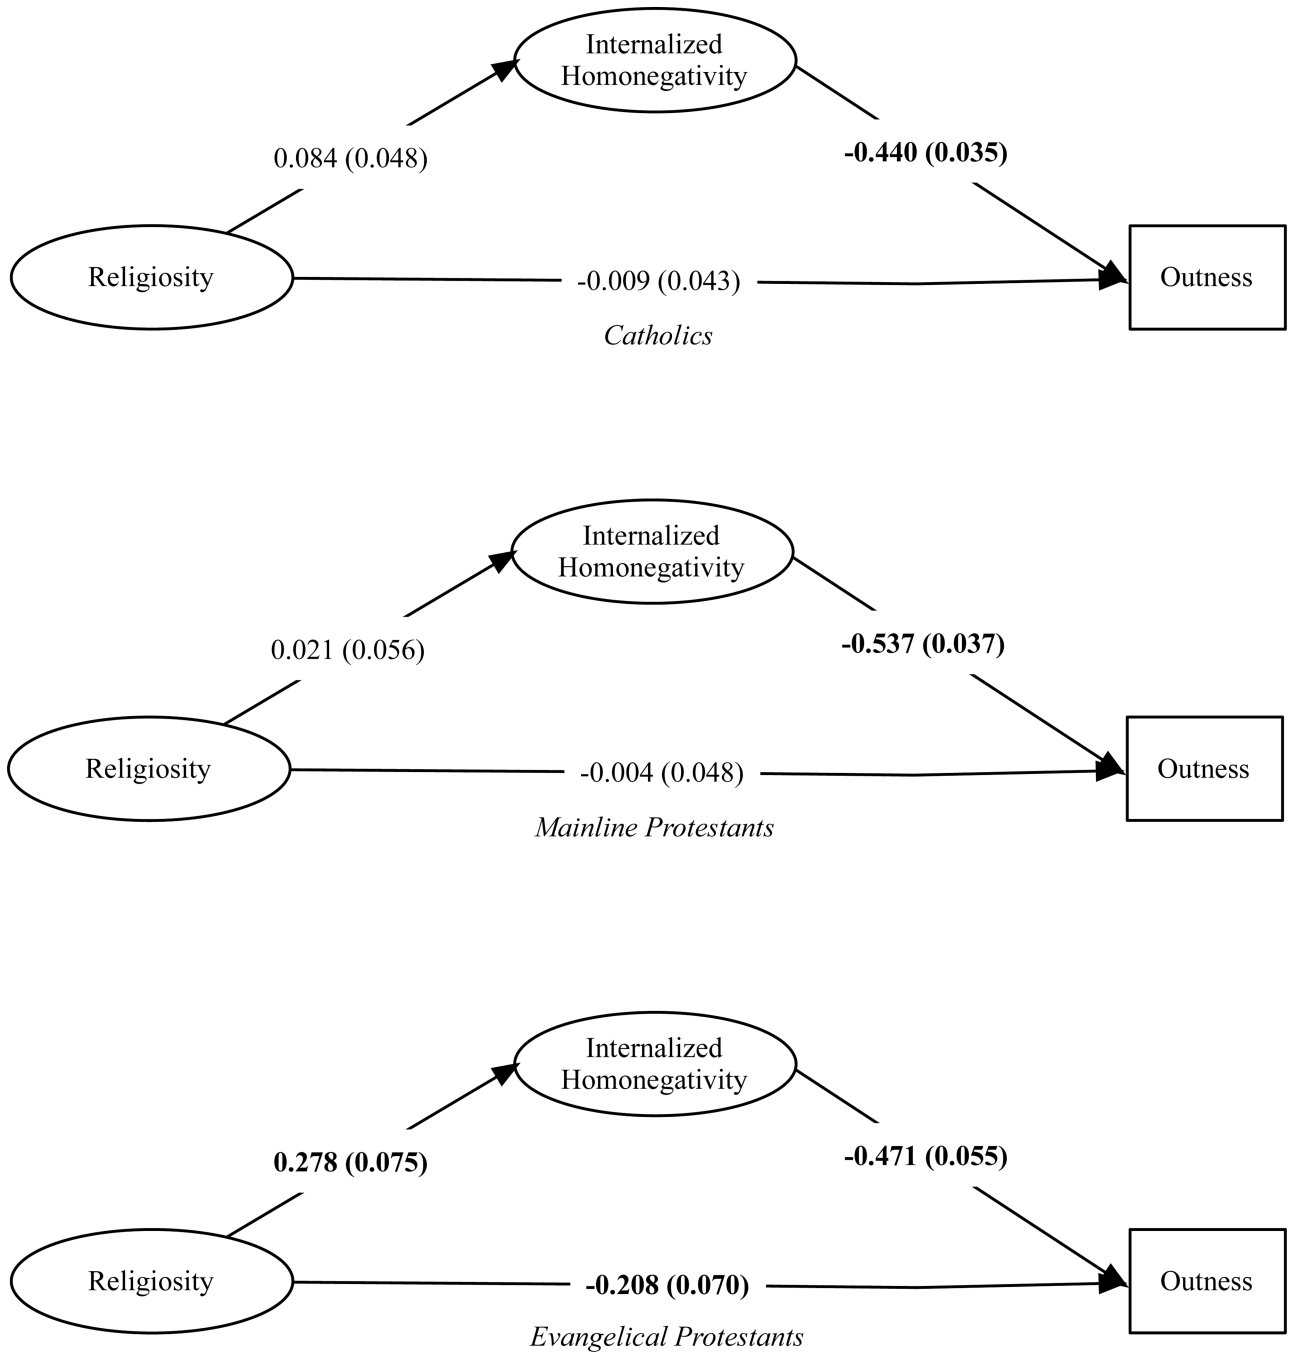 Internalized
Homonegativity
0.084 (0.048)
-0.440 (0.035)
Religiosity
-0.009 (0.043)
Outness
Catholics
Internalized
Homonegativity
0.021 (0.056)
-0.537 (0.037)
Religiosity
-0.004 (0.048)
Outness
Mainline Protestants
Internalized
Homonegativity
0.278 (0.075)
-0.471 (0.055)
Religiosity
-0.208 (0.070)
Outness
Evangelical Protestants